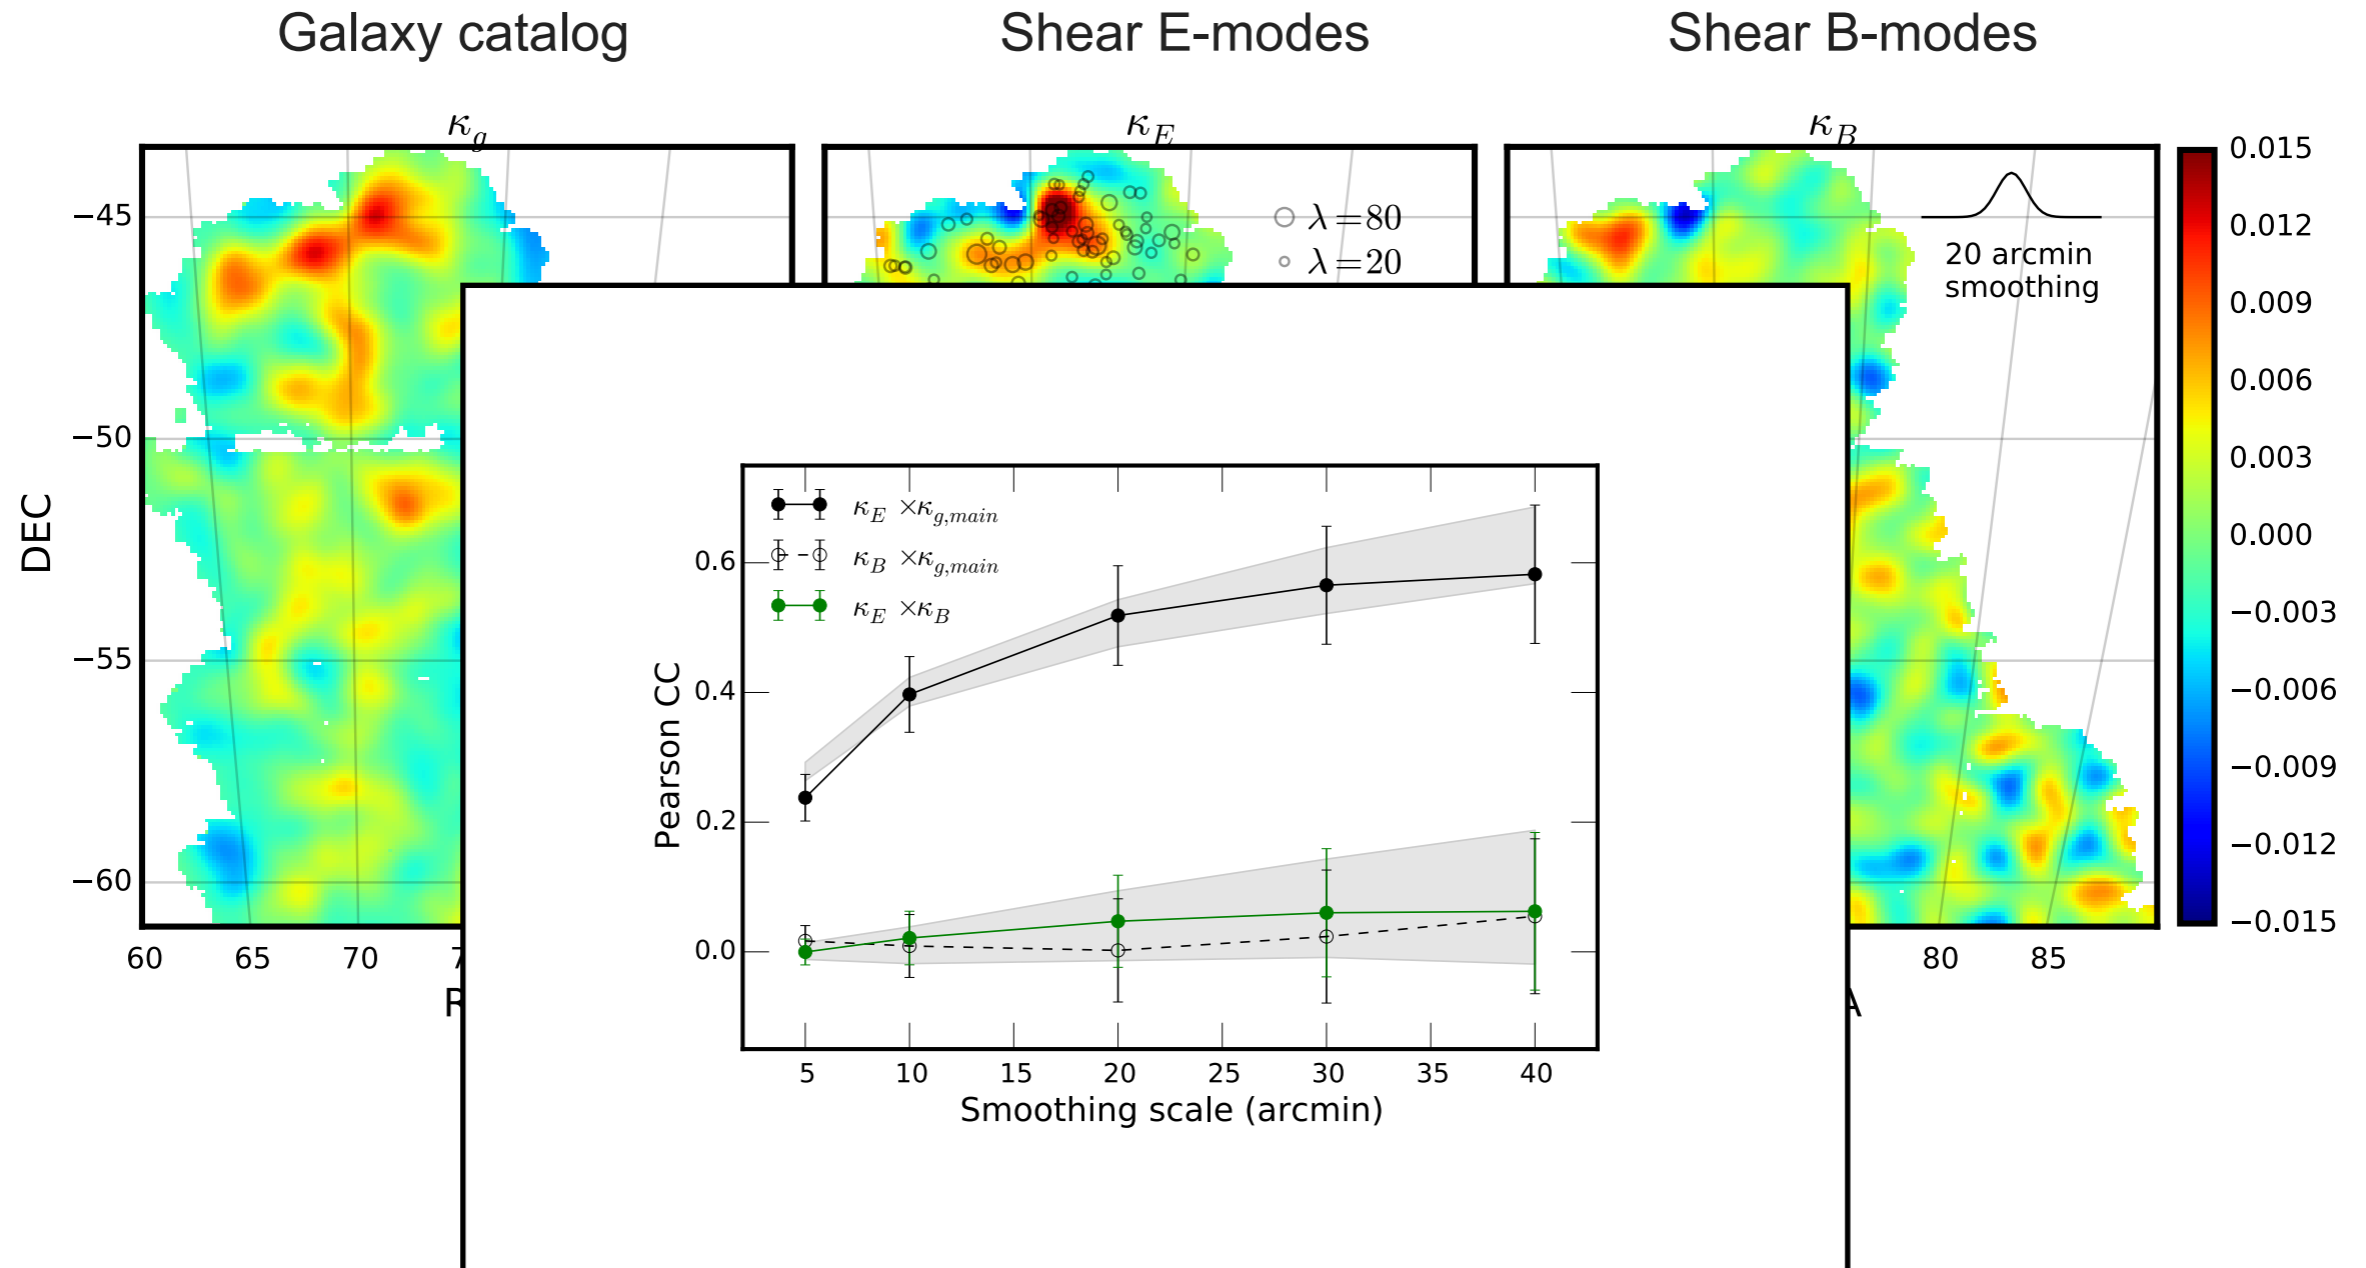 Galaxy catalog
Shear E-modes
Shear B-modes
κ_g
κ_E
κ_B
λ=80
λ=20
20 arcmin
smoothing
0.015
0.012
0.009
0.006
0.003
0.000
−0.003
−0.006
−0.009
−0.012
−0.015
DEC
−45
−50
−55
−60
60
65
70
7
R
κ_E ×κ_g,main
κ_B ×κ_g,main
κ_E ×κ_B
Pearson CC
0.6
0.4
0.2
0.0
5
10
15
20
25
30
35
40
Smoothing scale (arcmin)
80
85
A